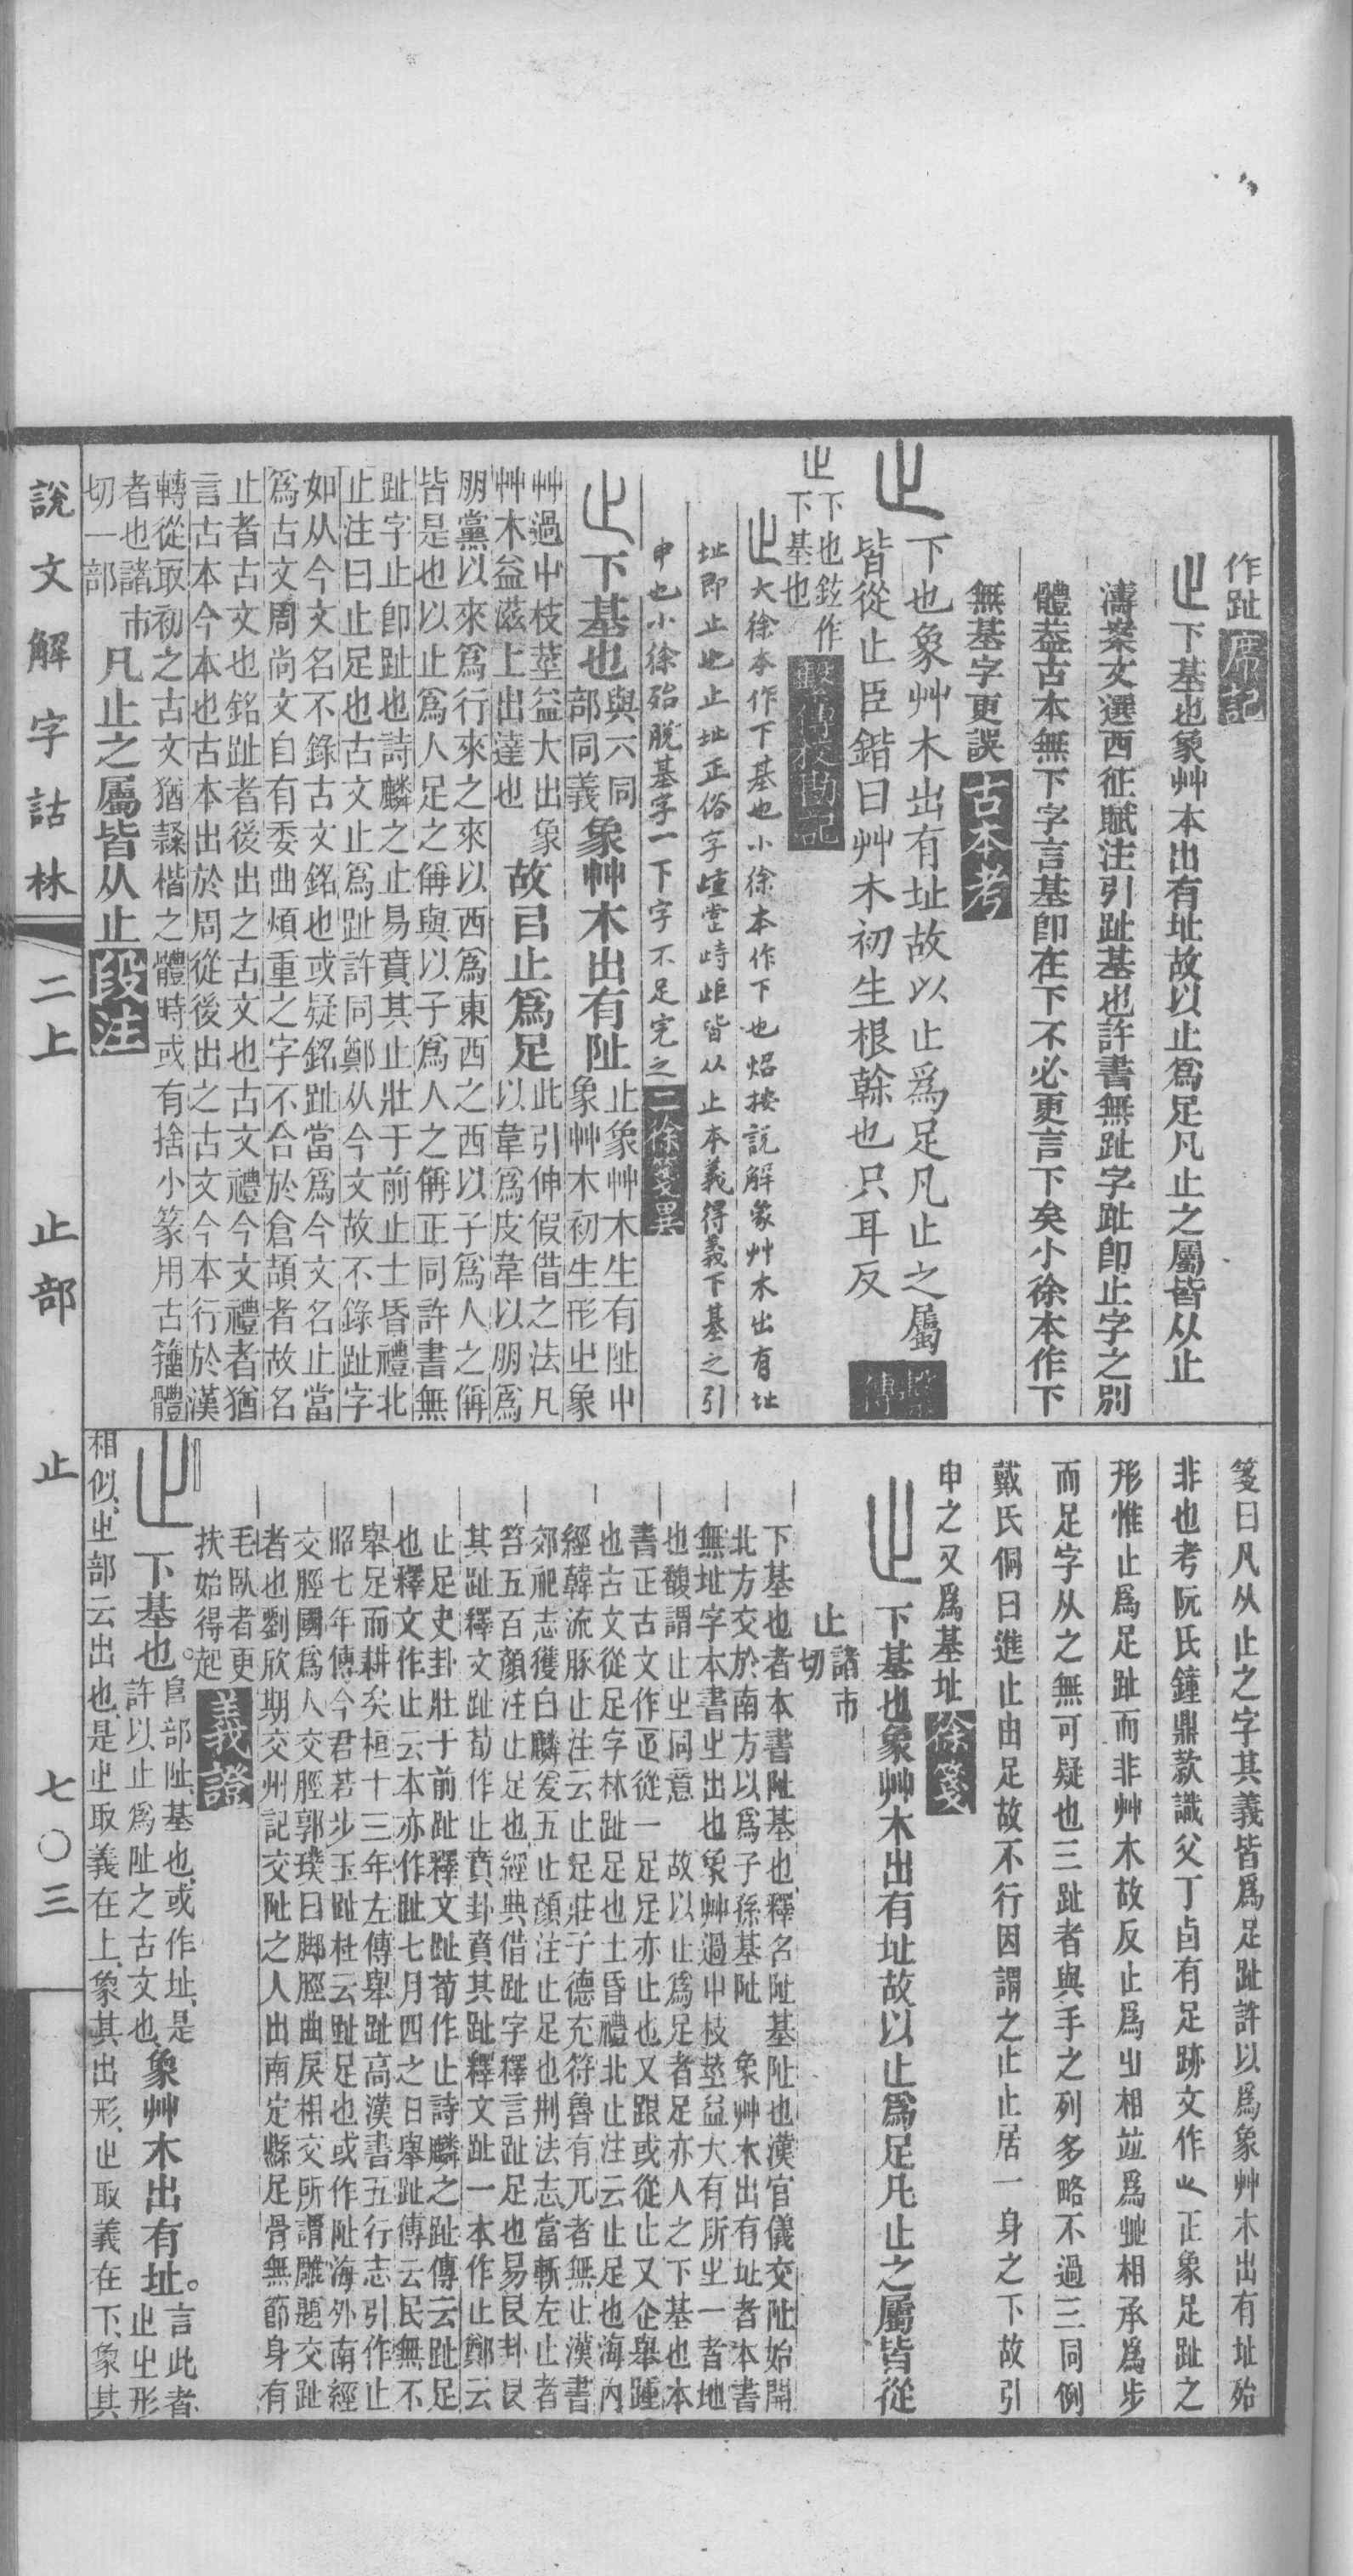 作趾席記
止下基也象艸木出有址故以止爲足凡止之屬皆从止
濤案文選西征賦注引趾基也許書無趾字趾卽止字之別
體葢古本無下字言基卽在下不必更言下矣小徐本作下
無基字更誤古本考
止下也象艸木出有址故以止爲足凡止之屬
皆從止臣鍇曰艸木初生根榦也只耳反繫傳
止下也鉉作
下基也繫傳校勘記
止大徐本作下基也小徐本作下也炤按說解象艸木出有址
址即止也止址正俗字歱堂峙歫皆从止本義得義下基之引
申也小徐殆脫基字一下字不足完之二徐箋異
止下基也與丌同
部同義象艸木出有阯止象艸木生有阯屮
象艸木初生形㞢象
艸過屮枝莖益大出象
艸木益滋上出達也故㠯止爲足此引伸假借之法凡
以韋爲皮韋以朋爲
朋黨以來爲行來之來以西爲東西之西以子爲人之偁
皆是也以止爲人足之偁與以子爲人之偁正同許書無
趾字止卽趾也詩麟之止易賁其止壯于前止士昏禮北
止注曰止足也古文止爲趾許同鄭从今文故不錄趾字
如从今文名不錄古文銘也或疑銘趾當爲今文名止當
爲古文周尚文自有委曲煩重之字不合於倉頡者故名
止者古文也銘趾者後出之古文也古文禮今文禮者猶
言古本今本也古本出於周從後出之古文今本行於漢
轉從最初之古文猶隸楷之體時或有捨小篆用古籒體
者也諸市
切一部凡止之屬皆从止段注
箋曰凡从止之字其義皆爲足趾許以爲象艸木出有址殆
非也考阮氏鐘鼎款識父丁卣有足跡文作止正象足趾之
形惟止爲足趾而非艸木故反止爲㞢相竝爲癶相承爲步
而足字从之無可疑也三趾者與手之列多略不過三同例
戴氏侗曰進止由足故不行因謂之止止居一身之下故引
申之又爲基址徐箋
止下基也象艸木出有址故以止爲足凡止之屬皆從
止諸市
切
下基也者本書阯基也釋名阯基阯也漢官儀交阯始開
北方交於南方以爲子孫基阯　象艸木出有址者本書
無址字本書㞢出也象艸過屮枝莖益大有所㞢一者地
也馥謂止㞢同意　故以止爲足者足亦人之下基也本
書正古文作𤴓從一足足亦止也又跟或從止又企舉踵
也古文從足字林趾足也士昏禮北止注云止足也海內
經韓流豚止注云止足莊子德充符魯有兀者無止漢書
郊祀志獲白麟爰五止顏注止足也刑法志當斬左止者
笞五百顏注止足也經典借趾字釋言趾足也易艮卦艮
其趾釋文趾荀作止賁卦賁其趾釋文趾一本作止鄭云
止足夬卦壯于前趾釋文趾荀作止詩麟之趾傳云趾足
也釋文作止云本亦作趾七月四之日舉趾傳云民無不
舉足而耕矣桓十三年左傳舉趾高漢書五行志引作止
昭七年傳今君若步玉趾杜云趾足也或作阯海外南經
交脛國爲人交脛郭璞曰腳脛曲戾相交所謂雕題交趾
者也劉欣期交州記交阯之人出南定縣足骨無節身有
毛臥者更
扶始得起義證
止下基也。𨸏部阯、基也、或作址、是
許以止爲阯之古文也、象艸木出有址。言此者
止㞢形
相似、㞢部云出也、是㞢取義在上、象其出形、止取義在下、象其
說文解字詁林　二上　止部　止　七〇三